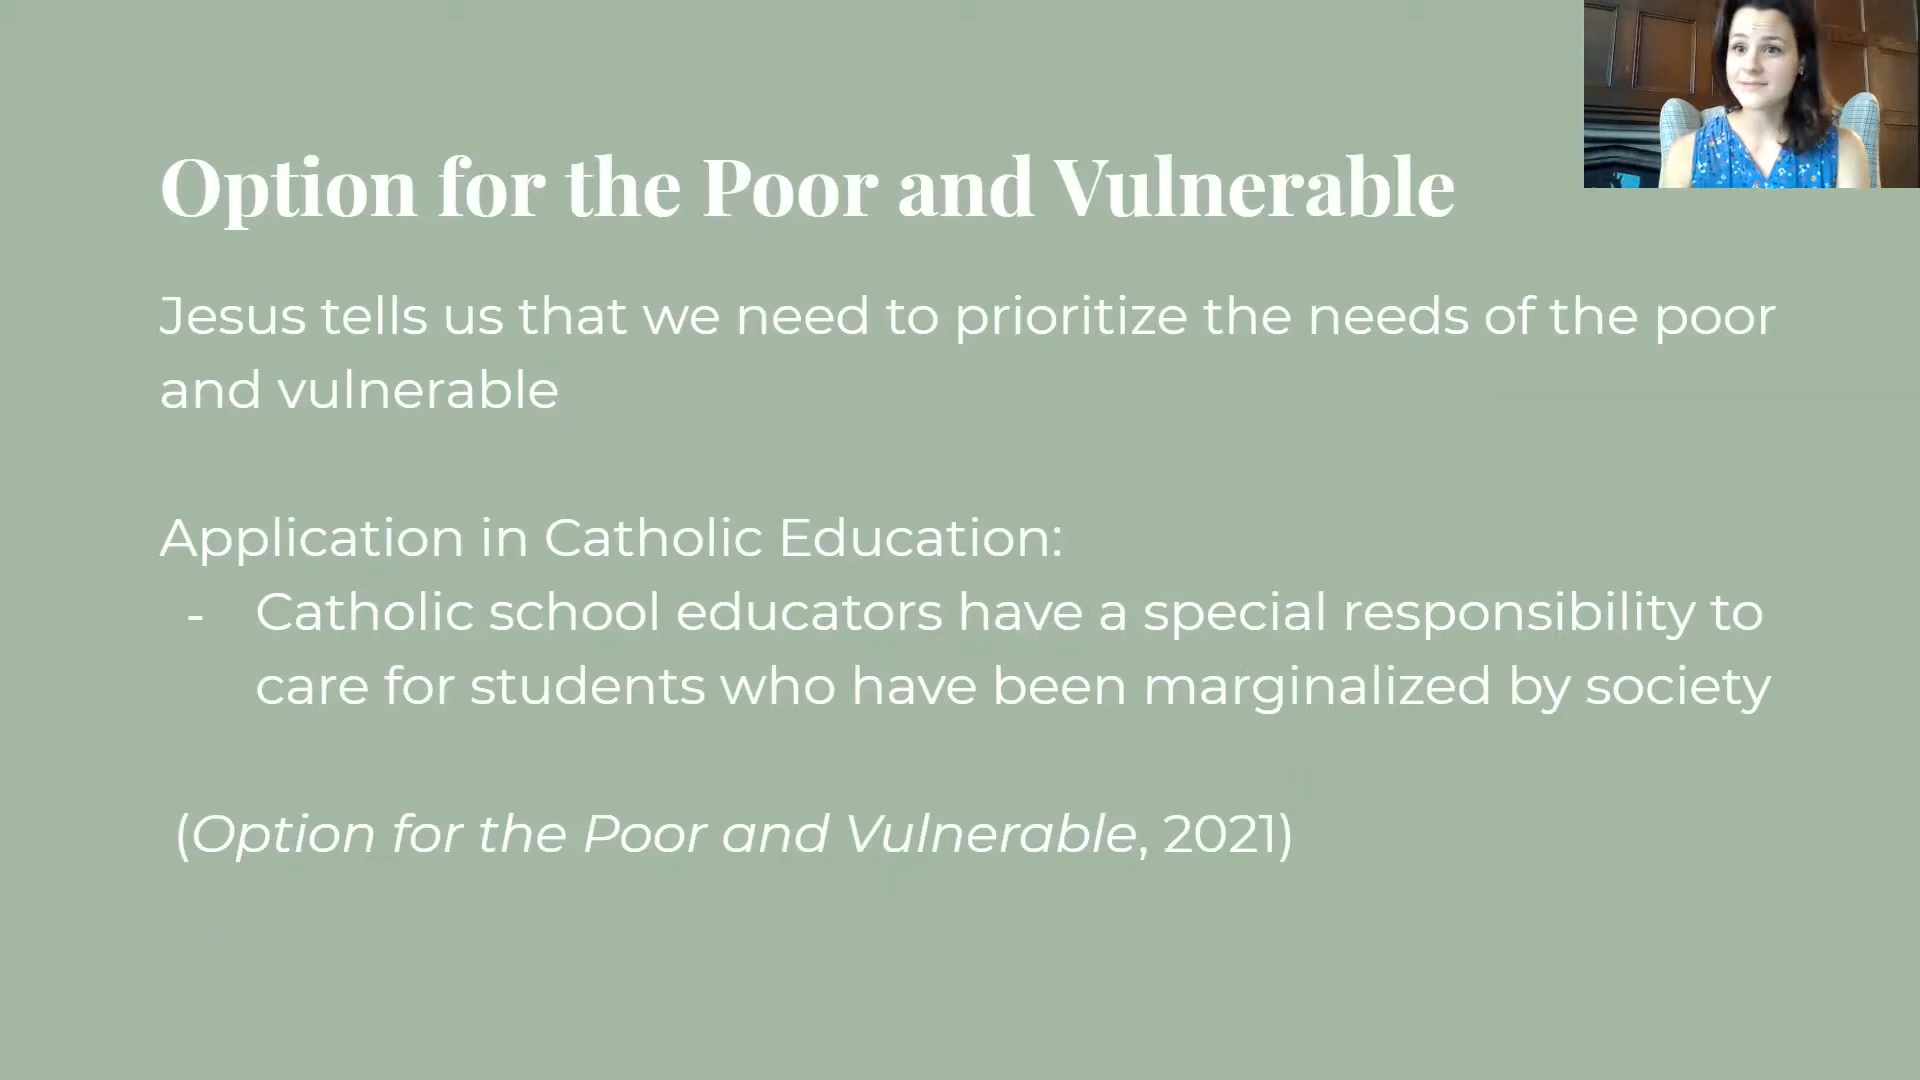 Option for the Poor and Vulnerable
Jesus tells us that we need to prioritize the needs of the poor
and vulnerable
Application in Catholic Education:
- Catholic school educators have a special responsibility to
care for students who have been marginalized by society
(Option for the Poor and Vulnerable, 2021)